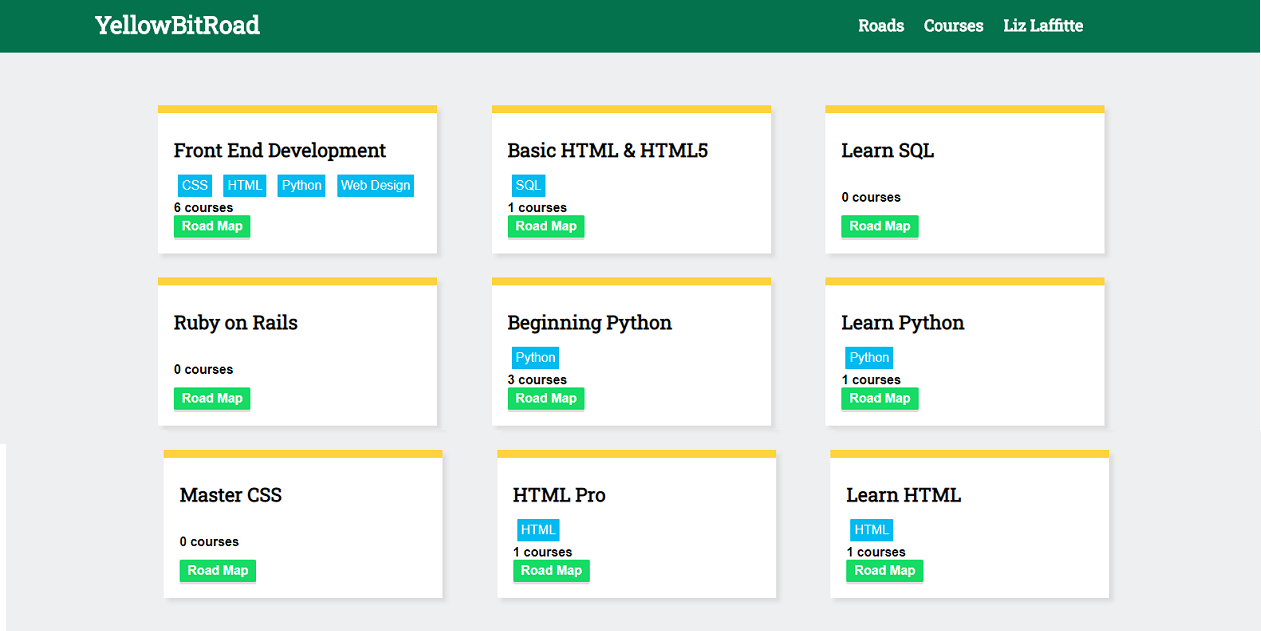 YellowBitRoad
Roads Courses Liz Laffitte
Front End Development
CSS HTML Python Web Design
6 courses
Road Map
Basic HTML & HTML5
SQL
1 courses
Road Map
Learn SQL
0 courses
Road Map
Ruby on Rails
0 courses
Road Map
Beginning Python
Python
3 courses
Road Map
Learn Python
Python
1 courses
Road Map
Master CSS
0 courses
Road Map
HTML Pro
HTML
1 courses
Road Map
Learn HTML
HTML
1 courses
Road Map